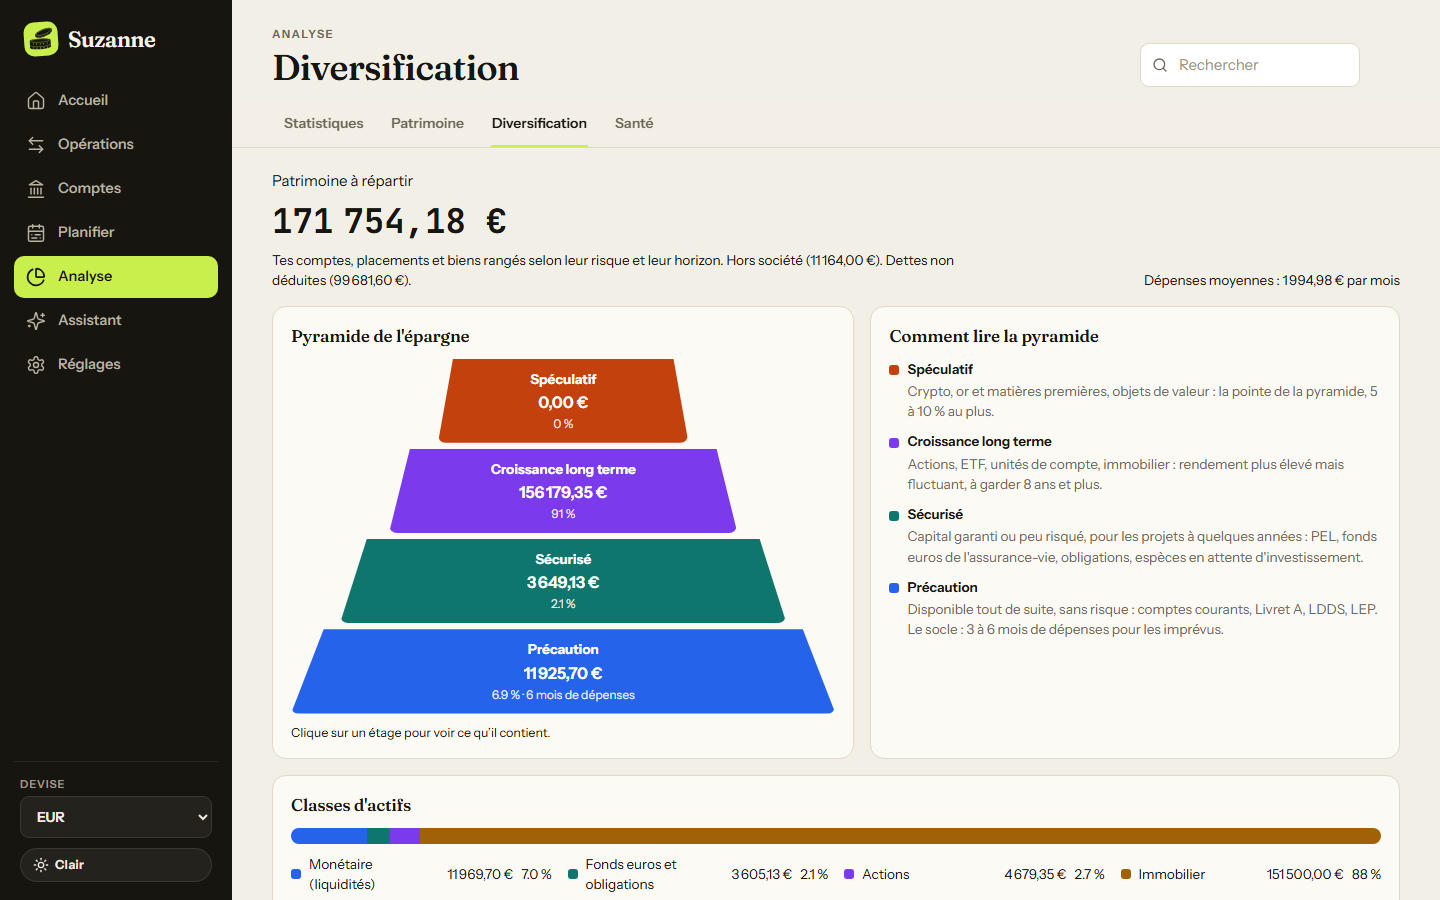 Suzanne
Accueil
Opérations
Comptes
Planifier
Analyse
Assistant
Réglages
DEVISE
EUR
Clair
ANALYSE
Diversification
Rechercher
Statistiques
Patrimoine
Diversification
Santé
Patrimoine à répartir
171 754,18 €
Tes comptes, placements et biens rangés selon leur risque et leur horizon. Hors société (11 164,00 €). Dettes non
déduites (99 681,60 €).
Dépenses moyennes : 1 994,98 € par mois
Pyramide de l'épargne
Spéculatif
0,00 €
0 %
Croissance long terme
156 179,35 €
91 %
Sécurisé
3 649,13 €
2.1 %
Précaution
11 925,70 €
6.9 % · 6 mois de dépenses
Clique sur un étage pour voir ce qu'il contient.
Comment lire la pyramide
Spéculatif
Crypto, or et matières premières, objets de valeur : la pointe de la pyramide, 5
à 10 % au plus.
Croissance long terme
Actions, ETF, unités de compte, immobilier : rendement plus élevé mais
fluctuant, à garder 8 ans et plus.
Sécurisé
Capital garanti ou peu risqué, pour les projets à quelques années : PEL, fonds
euros de l'assurance-vie, obligations, espèces en attente d'investissement.
Précaution
Disponible tout de suite, sans risque : comptes courants, Livret A, LDDS, LEP.
Le socle : 3 à 6 mois de dépenses pour les imprévus.
Classes d'actifs
Monétaire
(liquidités)
11 969,70 € 7.0 %
Fonds euros et
obligations
3 605,13 € 2.1 %
Actions
4 679,35 € 2.7 %
Immobilier
151 500,00 € 88 %